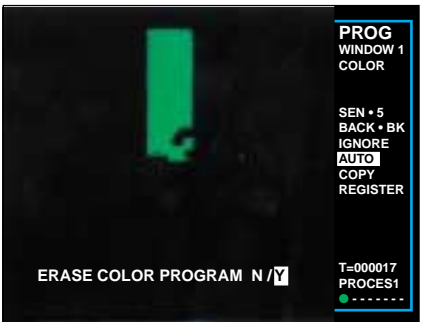 PROG
WINDOW 1
COLOR
SEN • 5
BACK • BK
IGNORE
AUTO
COPY
REGISTER
ERASE COLOR PROGRAM N / Y
T=000017
PROCES1
● - - - - - - -